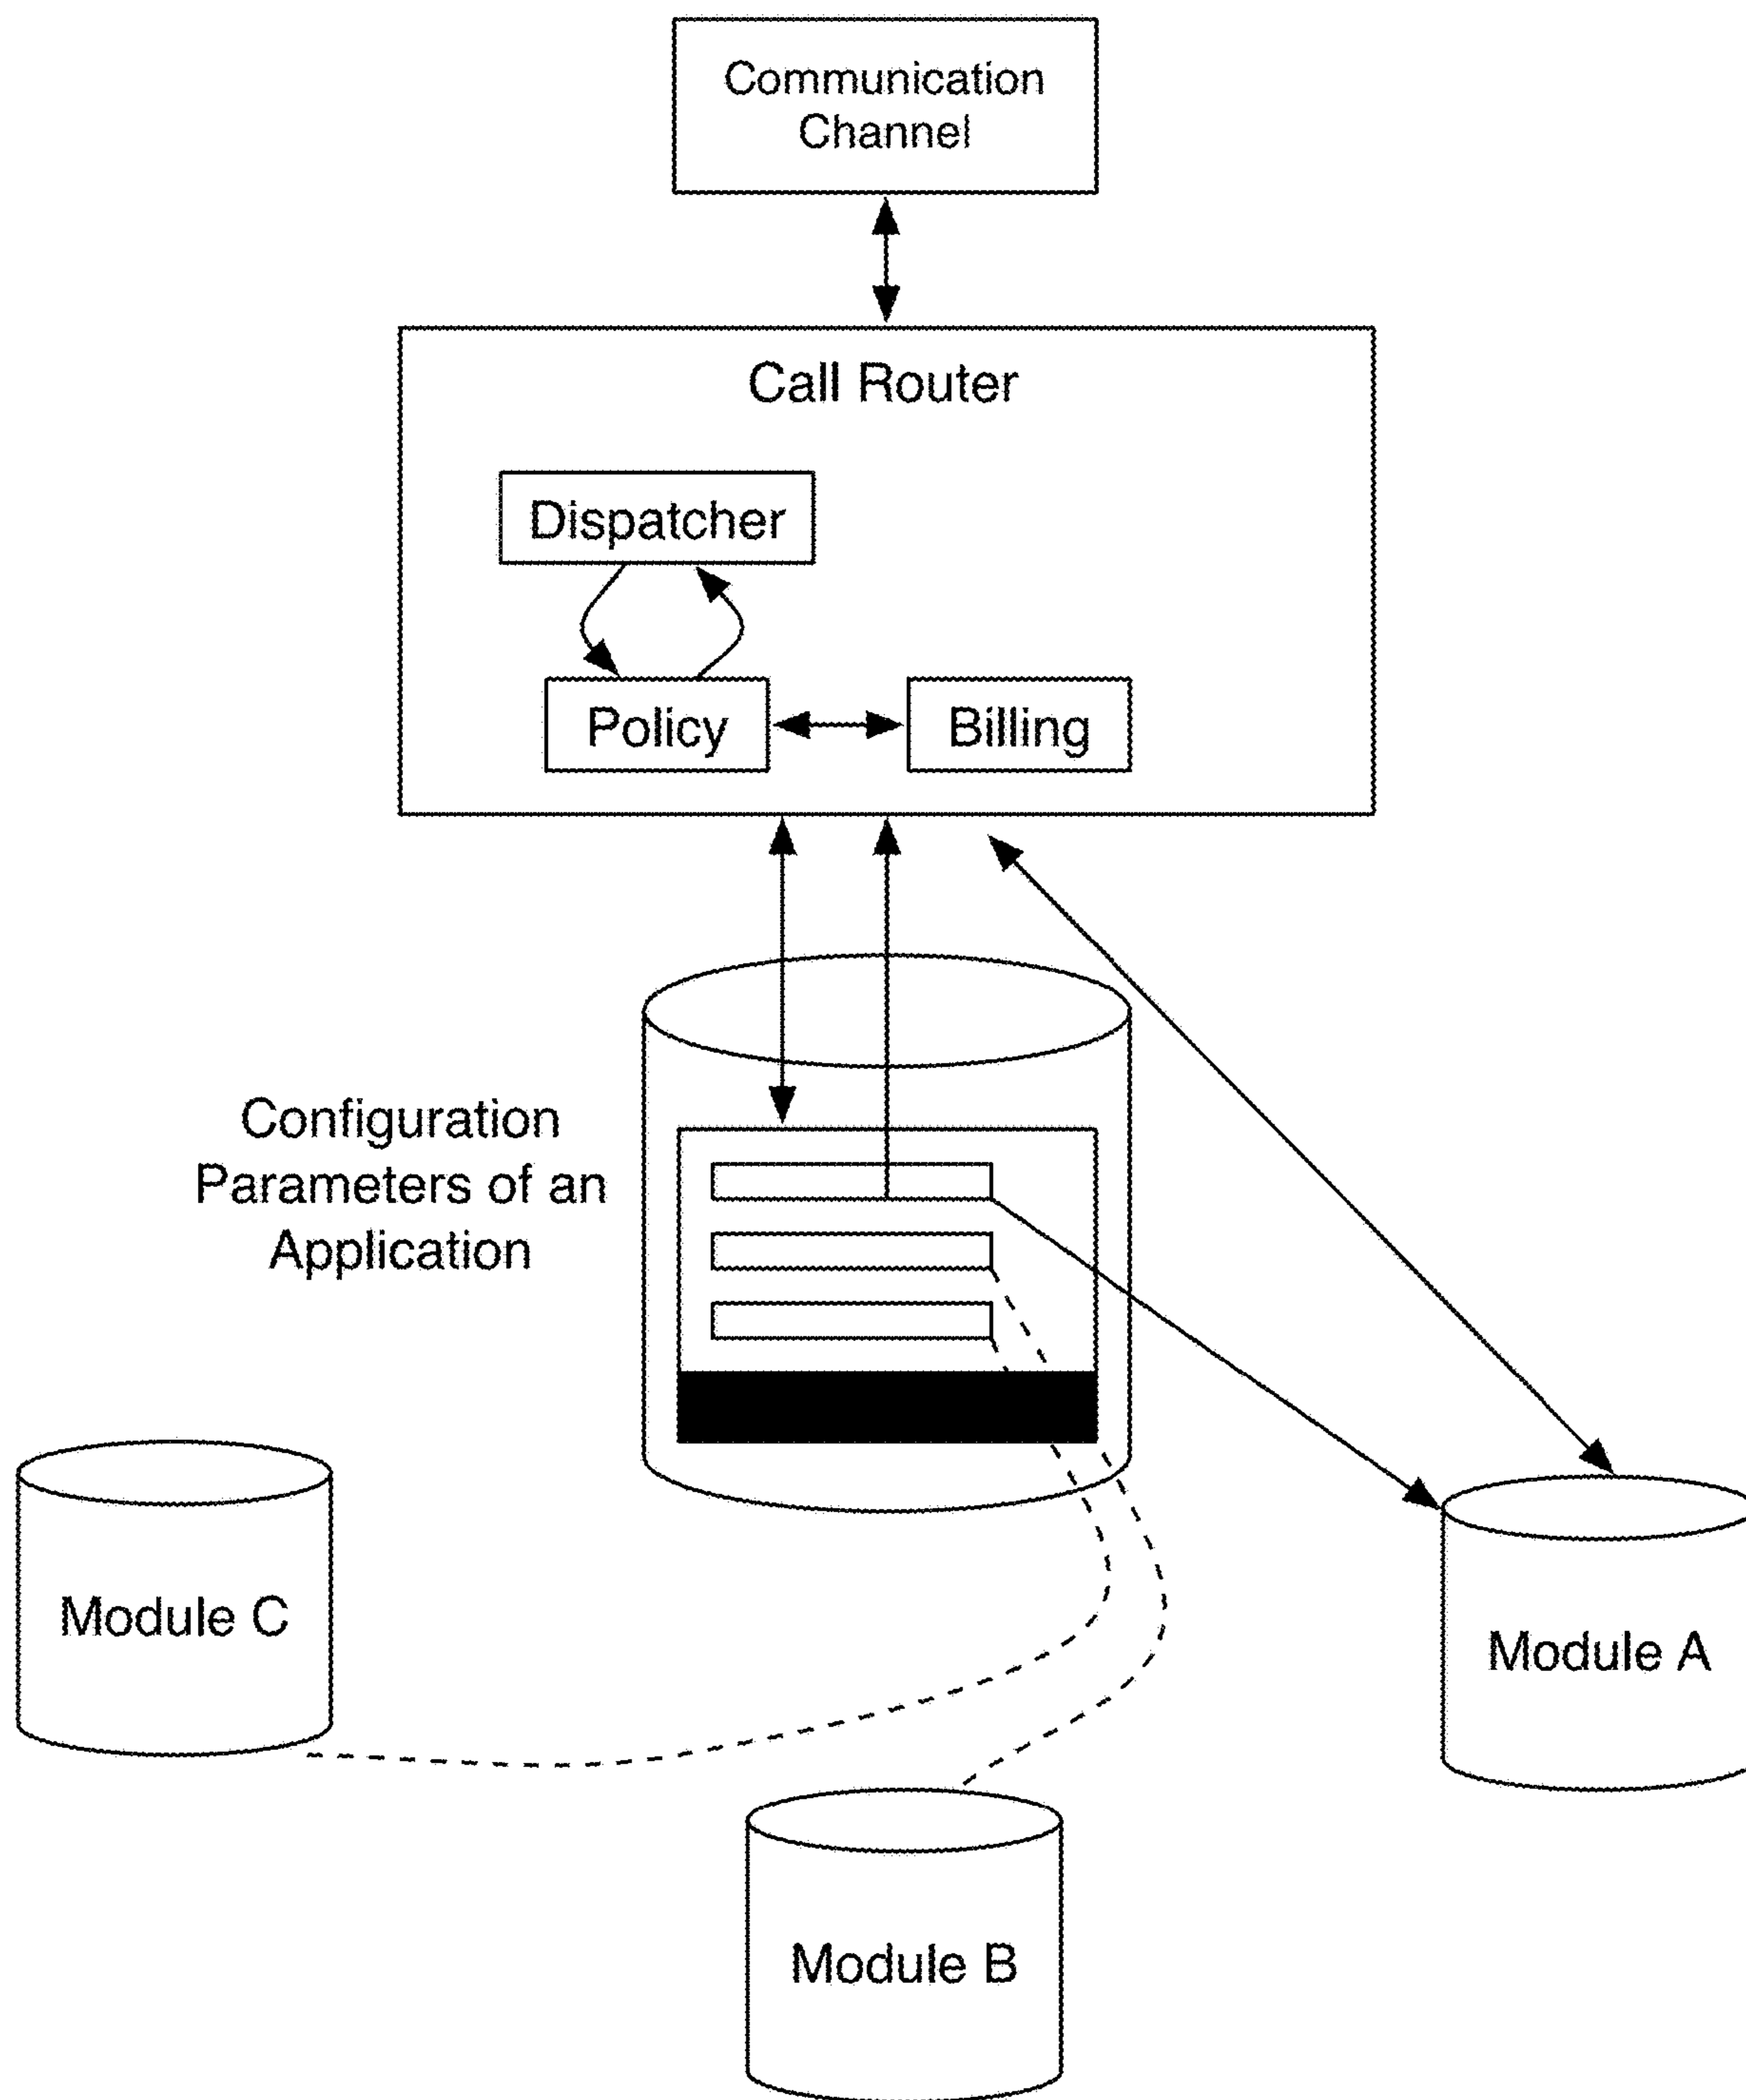 Communication
Channel
Call Router
Dispatcher
Policy
Billing
Configuration
Parameters of an
Application
Module C
Module A
Module B